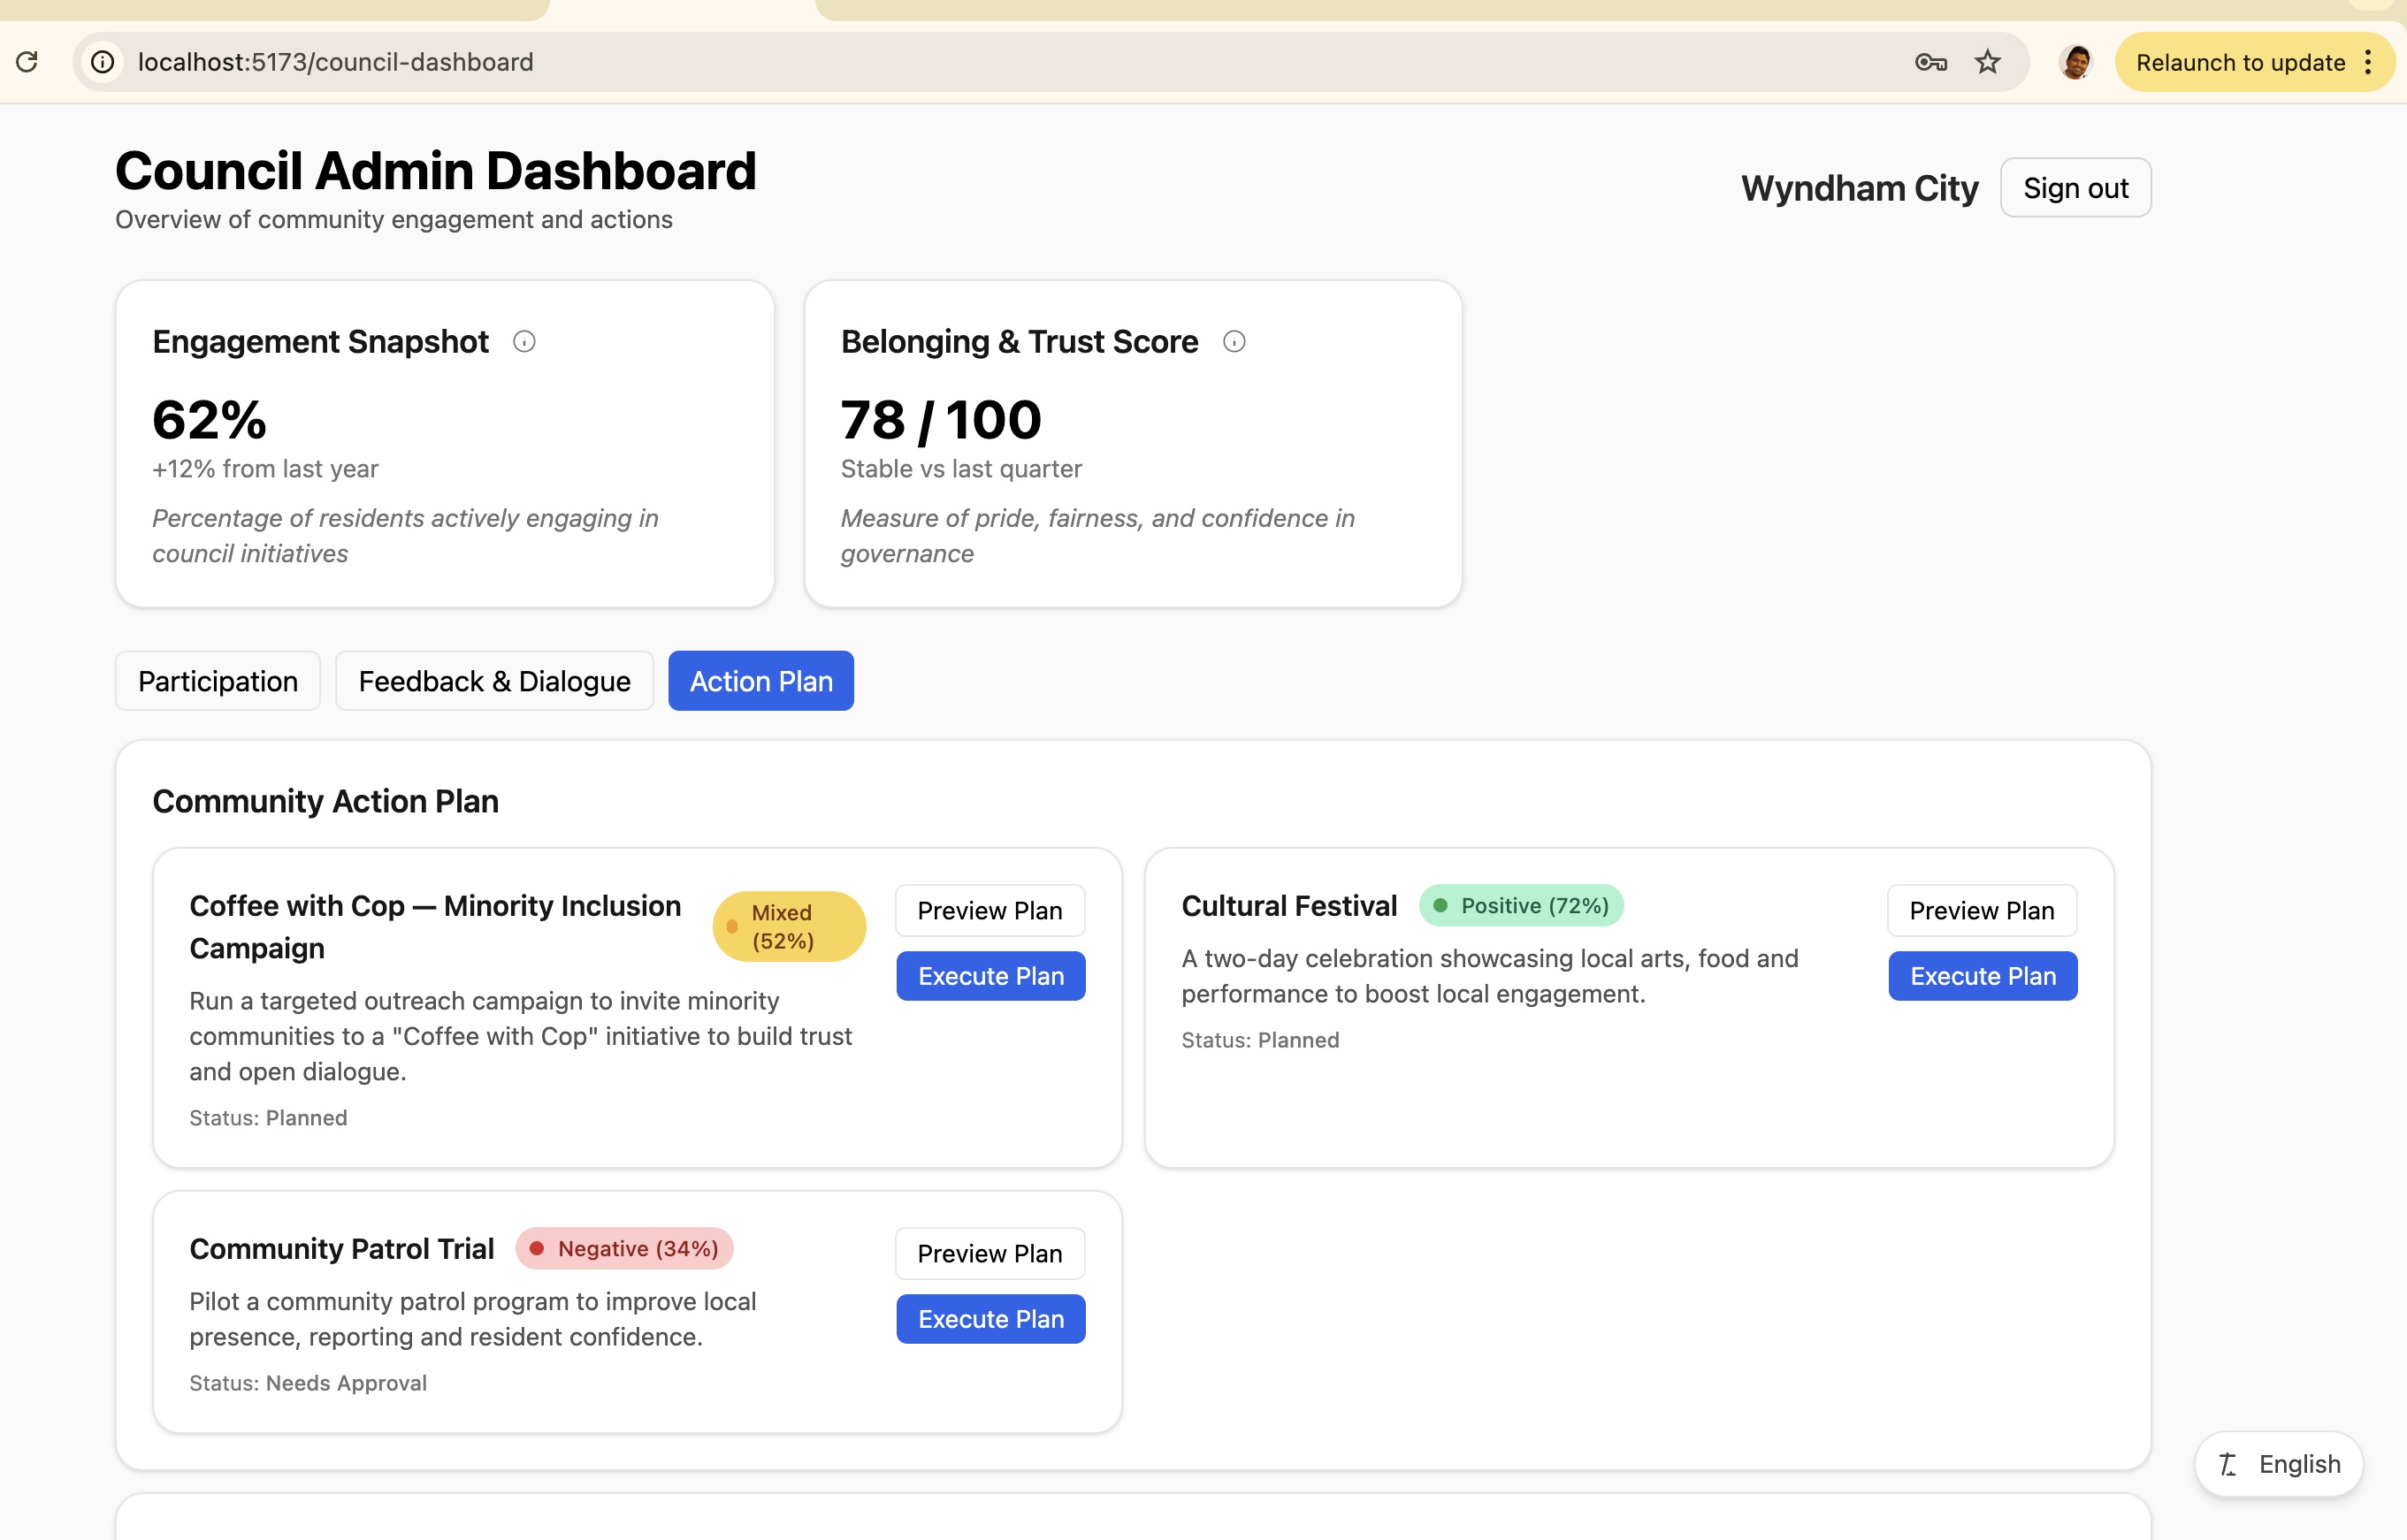 localhost:5173/council-dashboard
Relaunch to update
Council Admin Dashboard
Overview of community engagement and actions
Wyndham City
Sign out
Engagement Snapshot
62%
+12% from last year
Percentage of residents actively engaging in
council initiatives
Belonging & Trust Score
78 / 100
Stable vs last quarter
Measure of pride, fairness, and confidence in
governance
Participation
Feedback & Dialogue
Action Plan
Community Action Plan
Coffee with Cop — Minority Inclusion
Campaign
Mixed
(52%)
Preview Plan
Execute Plan
Run a targeted outreach campaign to invite minority
communities to a "Coffee with Cop" initiative to build trust
and open dialogue.
Status: Planned
Cultural Festival
Positive (72%)
Preview Plan
Execute Plan
A two-day celebration showcasing local arts, food and
performance to boost local engagement.
Status: Planned
Community Patrol Trial
Negative (34%)
Preview Plan
Execute Plan
Pilot a community patrol program to improve local
presence, reporting and resident confidence.
Status: Needs Approval
English